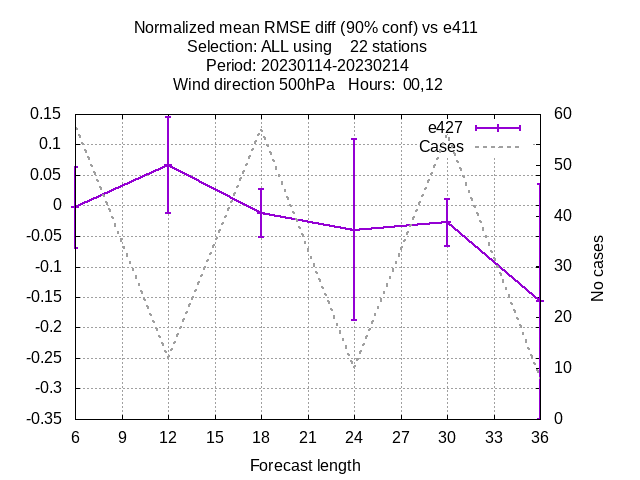 Normalized mean RMSE diff (90% conf) vs e411
Selection: ALL using    22 stations
Period: 20230114-20230214
Wind direction 500hPa   Hours:  00,12
0.15
0.1
0.05
0
-0.05
-0.1
-0.15
-0.2
-0.25
-0.3
-0.35
e427
Cases
60
50
40
30
20
10
0
No cases
6 9 12 15 18 21 24 27 30 33 36
Forecast length